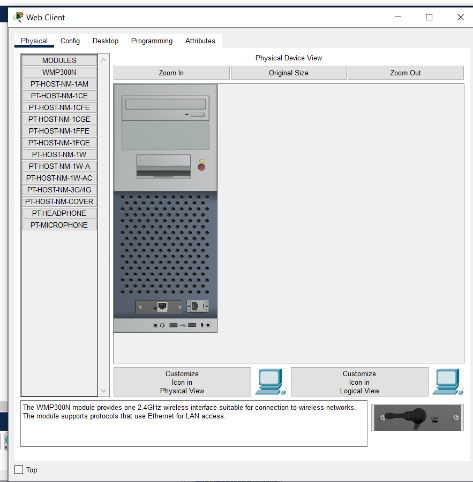 Web Client
Physical Config Desktop Programming Attributes
MODULES
WMP300N
PT-HOST-NM-1AM
PT-HOST-NM-1CE
PT-HOST-NM-1CFE
PT-HOST-NM-1CGE
PT-HOST-NM-1FFE
PT-HOST-NM-1FGE
PT-HOST-NM-1W
PT-HOST-NM-1W-A
PT-HOST-NM-1W-AC
PT-HOST-NM-3G/4G
PT-HOST-NM-COVER
PT-HEADPHONE
PT-MICROPHONE
Physical Device View
Zoom In Original Size Zoom Out
Customize
Icon in
Physical View
Customize
Icon in
Logical View
The WMP300N module provides one 2.4GHz wireless interface suitable for connection to wireless networks.
The module supports protocols that use Ethernet for LAN access.
Top